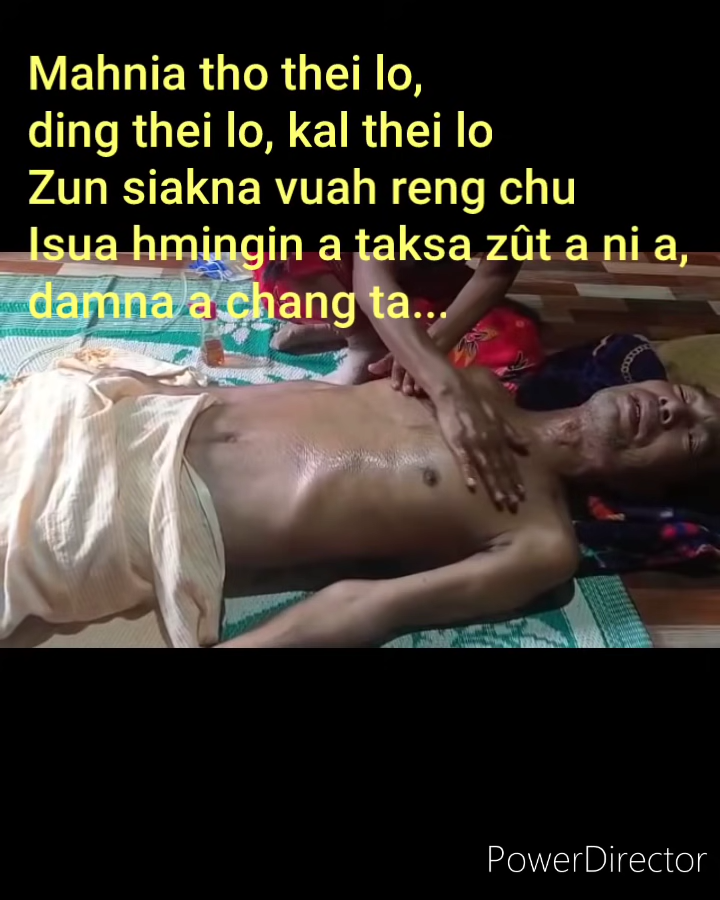 Mahnia tho thei lo,
ding thei lo, kal thei lo
Zun siakna vuah reng chu
Isua hmingin a taksa zût a ni a,
damna a chang ta...
PowerDirector